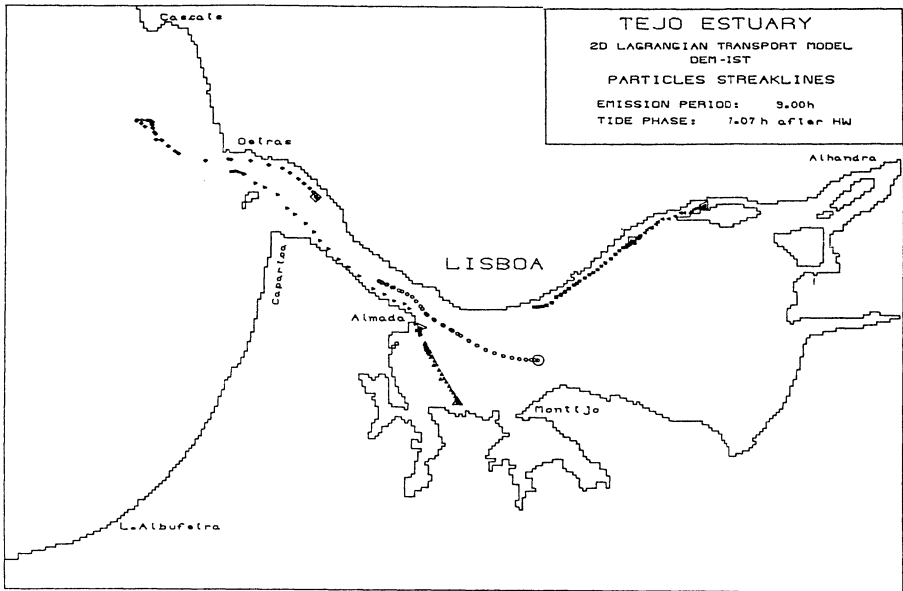 TEJO ESTUARY
2D LAGRANGIAN TRANSPORT MODEL
DEM-IST
PARTICLES STREAKLINES
EMISSION PERIOD: 9.00h
TIDE PHASE: 7.07 h after HW
Cascais
Oeiras
Alhandra
LISBOA
Caparica
Almada
Montijo
L.Albufeira